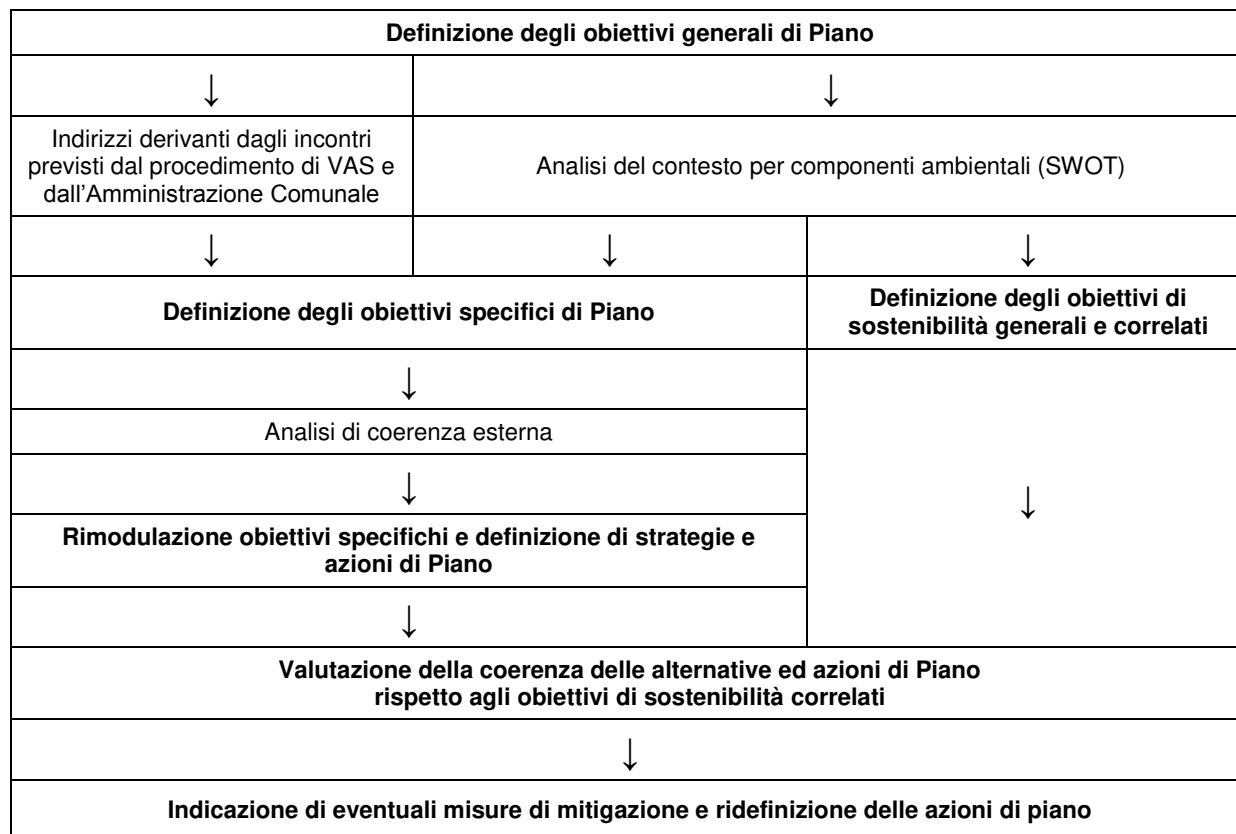 Definizione degli obiettivi generali di Piano
↓ ↓
Indirizzi derivanti dagli incontri
previsti dal procedimento di VAS e
dall'Amministrazione Comunale
Analisi del contesto per componenti ambientali (SWOT)
↓ ↓ ↓
Definizione degli obiettivi specifici di Piano
Definizione degli obiettivi di
sostenibilità generali e correlati
↓
Analisi di coerenza esterna
↓
↓
Rimodulazione obiettivi specifichi e definizione di strategie e
azioni di Piano
↓
Valutazione della coerenza delle alternative ed azioni di Piano
rispetto agli obiettivi di sostenibilità correlati
↓
Indicazione di eventuali misure di mitigazione e ridefinizione delle azioni di piano